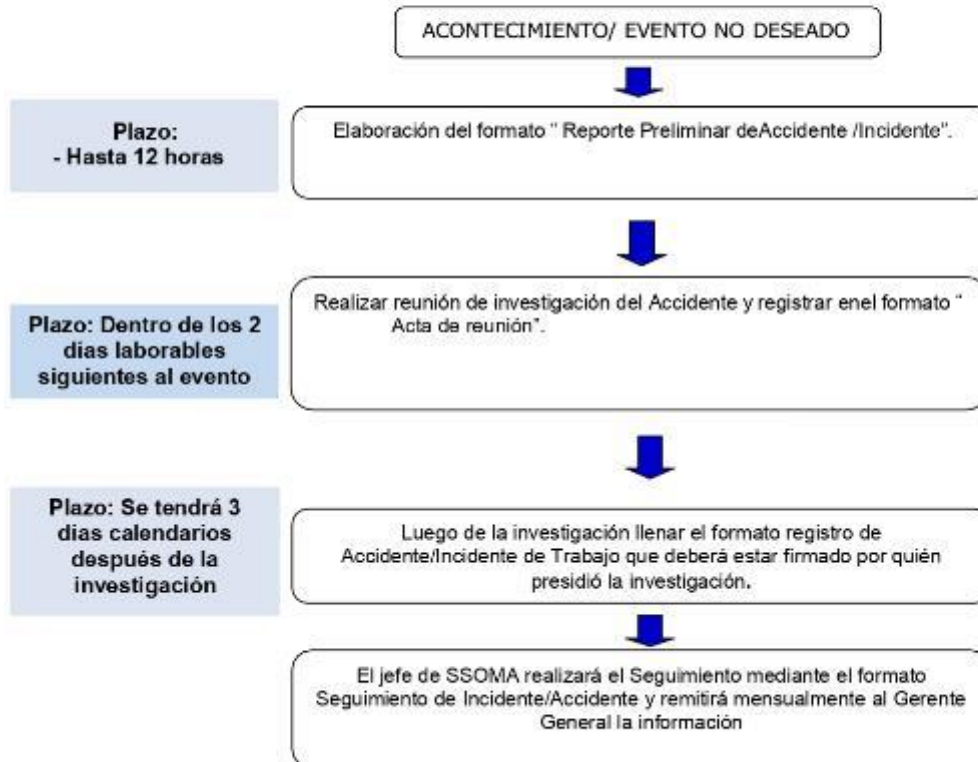 ACONTECIMIENTO/ EVENTO NO DESEADO
Plazo:
- Hasta 12 horas
Elaboración del formato “ Reporte Preliminar deAccidente /Incidente”.
Plazo: Dentro de los 2
dias laborables
siguientes al evento
Realizar reunión de investigación del Accidente y registrar enel formato “
Acta de reunión”.
Plazo: Se tendrá 3
dias calendarios
después de la
investigación
Luego de la investigación llenar el formato registro de
Accidente/Incidente de Trabajo que deberá estar firmado por quién
presidió la investigación.
El jefe de SSOMA realizará el Seguimiento mediante el formato
Seguimiento de Incidente/Accidente y remitirá mensualmente al Gerente
General la información